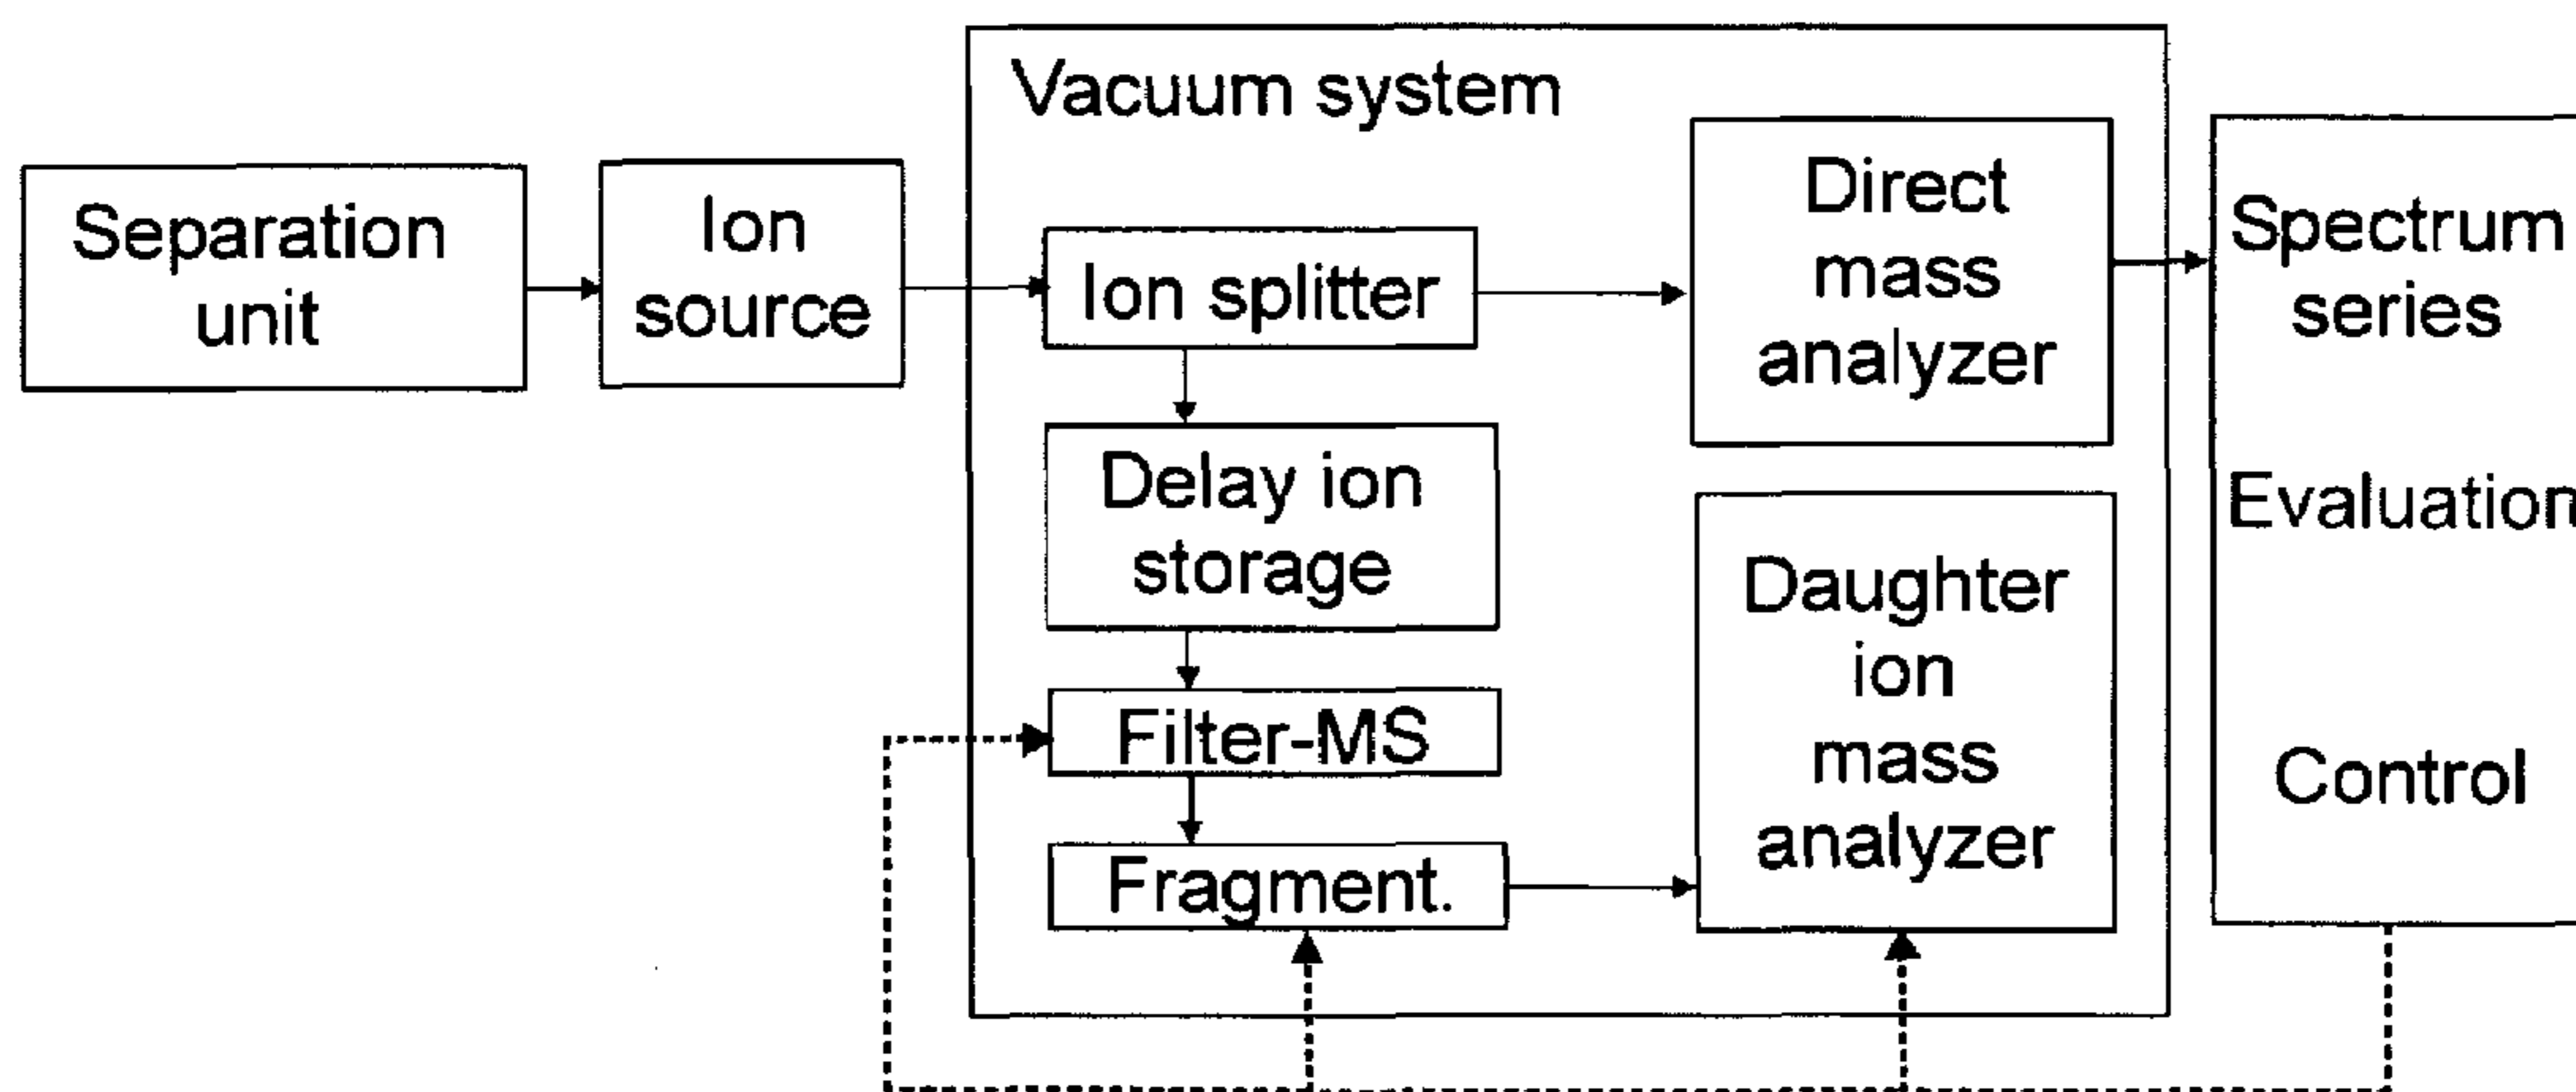 Vacuum system
Separation
unit
Ion
source
Ion splitter
Direct
mass
analyzer
Spectrum
series
Delay ion
storage
Evaluation
Filter-MS
Daughter
ion
mass
analyzer
Control
Fragment.